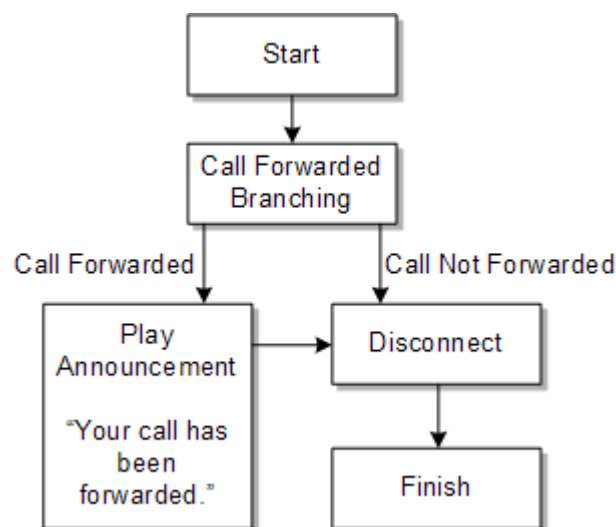 Start
Call Forwarded
Branching
Call Forwarded
Call Not Forwarded
Play
Announcement
“Your call has
been
forwarded.”
Disconnect
Finish